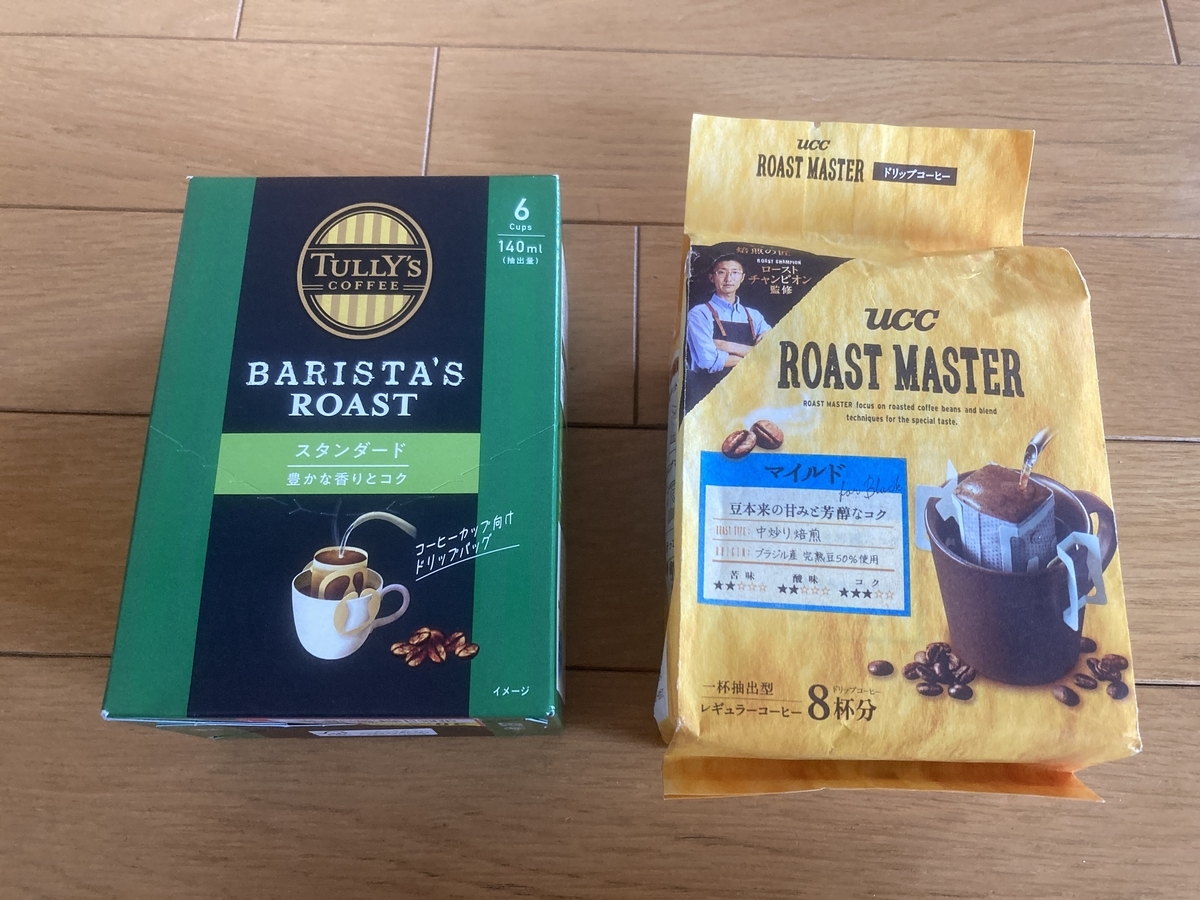 TULLY'S
COFFEE
BARISTA'S
ROAST
スタンダード
豊かな香りとコク
6
Cups
140ml
(抽出量)
コーヒーカップ向け
ドリップバッグ
イメージ
ucc
ROAST MASTER
ドリップコーヒー
焙煎の匠
ROAST CHAMPION
ロースト
チャンピオン
監修
ucc
ROAST MASTER
ROAST MASTER focus on roasted coffee beans and blend
techniques for the special taste.
マイルド
for Black
豆本来の甘みと芳醇なコク
ROAST TYPE: 中炒り焙煎
ORIGIN: ブラジル産 完熟豆50%使用
苦味 酸味 コク
★★☆☆☆ ★★☆☆☆ ★★★☆☆
一杯抽出型
レギュラーコーヒー
ドリップコーヒー
8杯分